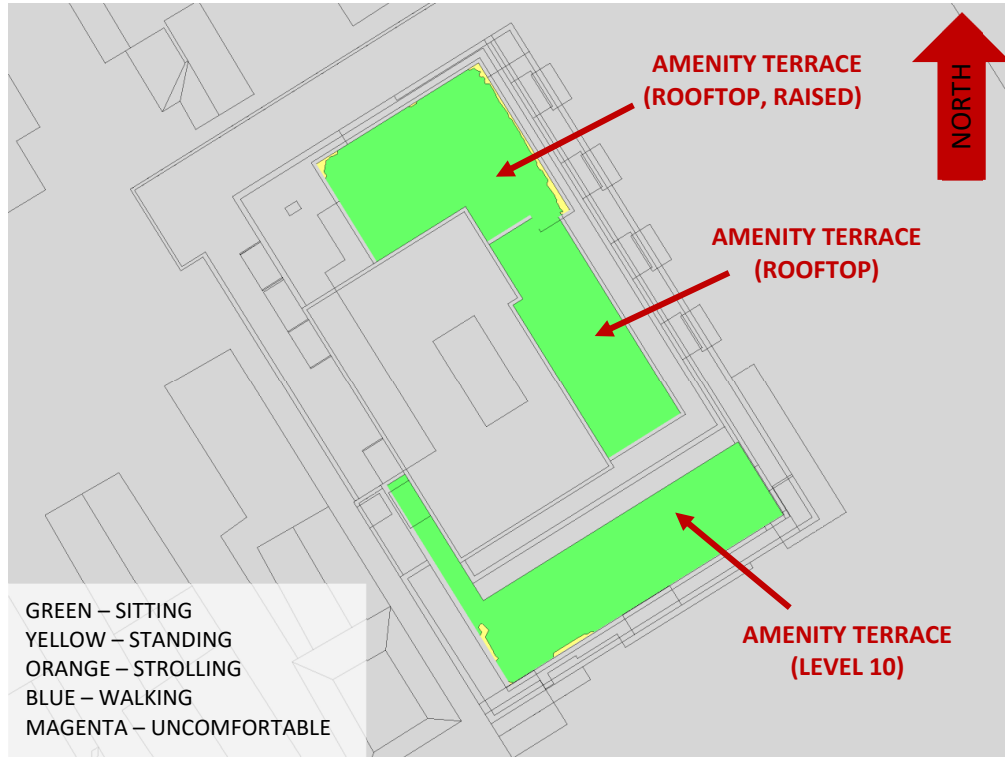 AMENITY TERRACE
(ROOFTOP, RAISED)
NORTH
AMENITY TERRACE
(ROOFTOP)
AMENITY TERRACE
(LEVEL 10)
GREEN – SITTING
YELLOW – STANDING
ORANGE – STROLLING
BLUE – WALKING
MAGENTA – UNCOMFORTABLE